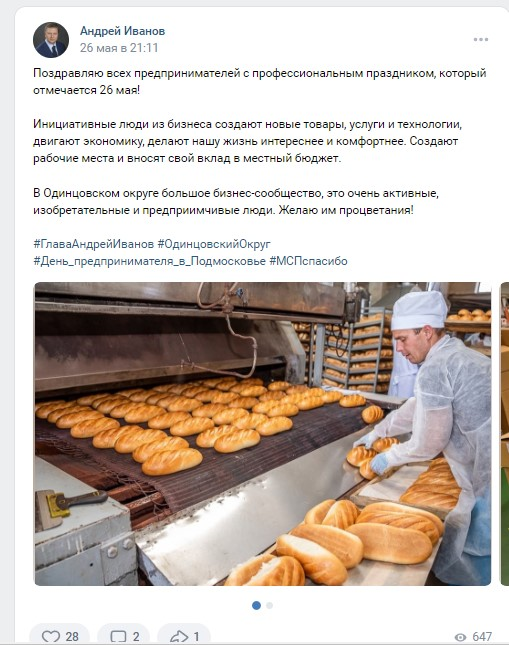 Андрей Иванов
26 мая в 21:11
Поздравляю всех предпринимателей с профессиональным праздником, который
отмечается 26 мая!
Инициативные люди из бизнеса создают новые товары, услуги и технологии,
двигают экономику, делают нашу жизнь интереснее и комфортнее. Создают
рабочие места и вносят свой вклад в местный бюджет.
В Одинцовском округе большое бизнес-сообщество, это очень активные,
изобретательные и предприимчивые люди. Желаю им процветания!
#ГлаваАндрейИванов #ОдинцовскийОкруг
#День_предпринимателя_в_Подмосковье #МСПспасибо
28 2 1 647